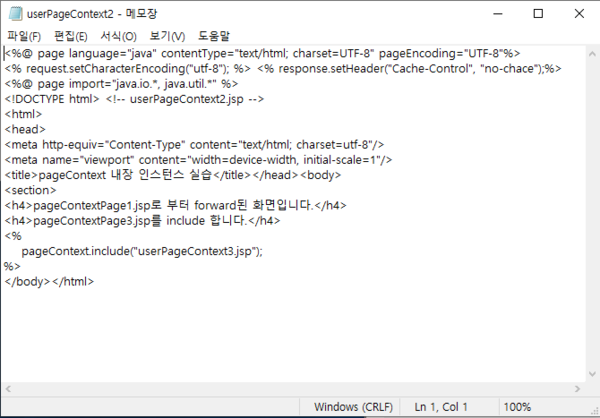 userPageContext2 - 메모장
파일(F) 편집(E) 서식(O) 보기(V) 도움말
<%@ page language="java" contentType="text/html; charset=UTF-8" pageEncoding="UTF-8"%>
<% request.setCharacterEncoding("utf-8"); %> <% response.setHeader("Cache-Control", "no-chace");%>
<%@ page import="java.io.*, java.util.*" %>
<!DOCTYPE html> <!-- userPageContext2.jsp -->
<html>
<head>
<meta http-equiv="Content-Type" content="text/html; charset=utf-8"/>
<meta name="viewport" content="width=device-width, initial-scale=1"/>
<title>pageContext 내장 인스턴스 실습</title></head><body>
<section>
<h4>pageContextPage1.jsp로 부터 forward된 화면입니다.</h4>
<h4>pageContextPage3.jsp를 include 합니다.</h4>
<%
    pageContext.include("userPageContext3.jsp");
%>
</body></html>
Windows (CRLF) Ln 1, Col 1 100%